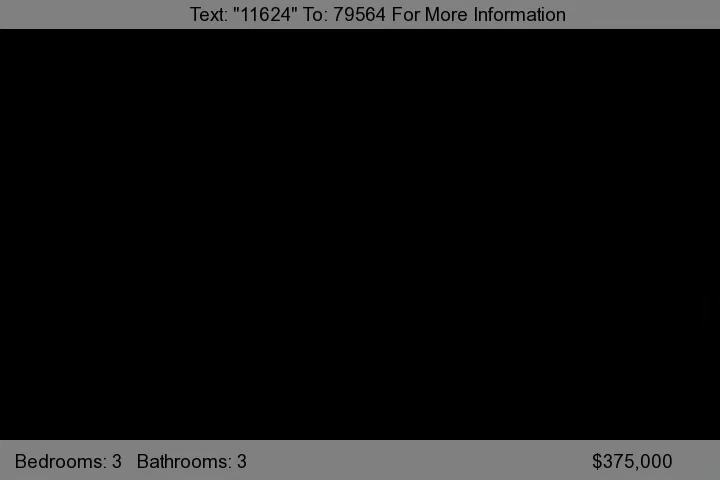 Text: "11624" To: 79564 For More Information
Bedrooms: 3 Bathrooms: 3 $375,000